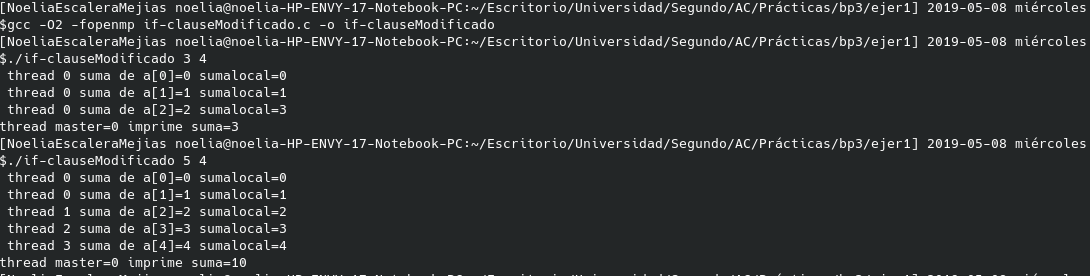 [NoeliaEscaleraMejias noelia@noelia-HP-ENVY-17-Notebook-PC:~/Escritorio/Universidad/Segundo/AC/Prácticas/bp3/ejer1] 2019-05-08 miércoles
$gcc -O2 -fopenmp if-clauseModificado.c -o if-clauseModificado
[NoeliaEscaleraMejias noelia@noelia-HP-ENVY-17-Notebook-PC:~/Escritorio/Universidad/Segundo/AC/Prácticas/bp3/ejer1] 2019-05-08 miércoles
$./if-clauseModificado 3 4
thread 0 suma de a[0]=0 sumalocal=0
thread 0 suma de a[1]=1 sumalocal=1
thread 0 suma de a[2]=2 sumalocal=3
thread master=0 imprime suma=3
[NoeliaEscaleraMejias noelia@noelia-HP-ENVY-17-Notebook-PC:~/Escritorio/Universidad/Segundo/AC/Prácticas/bp3/ejer1] 2019-05-08 miércoles
$./if-clauseModificado 5 4
thread 0 suma de a[0]=0 sumalocal=0
thread 0 suma de a[1]=1 sumalocal=1
thread 1 suma de a[2]=2 sumalocal=2
thread 2 suma de a[3]=3 sumalocal=3
thread 3 suma de a[4]=4 sumalocal=4
thread master=0 imprime suma=10